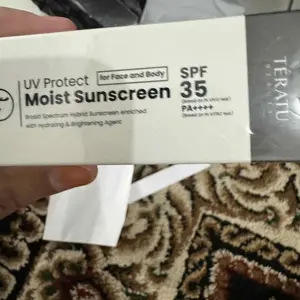 UV Protect
for Face and Body
Moist Sunscreen
Broad Spectrum Hybrid Sunscreen enriched
with Hydrating & Brightening Agent
SPF
35
PA++++
TERATU